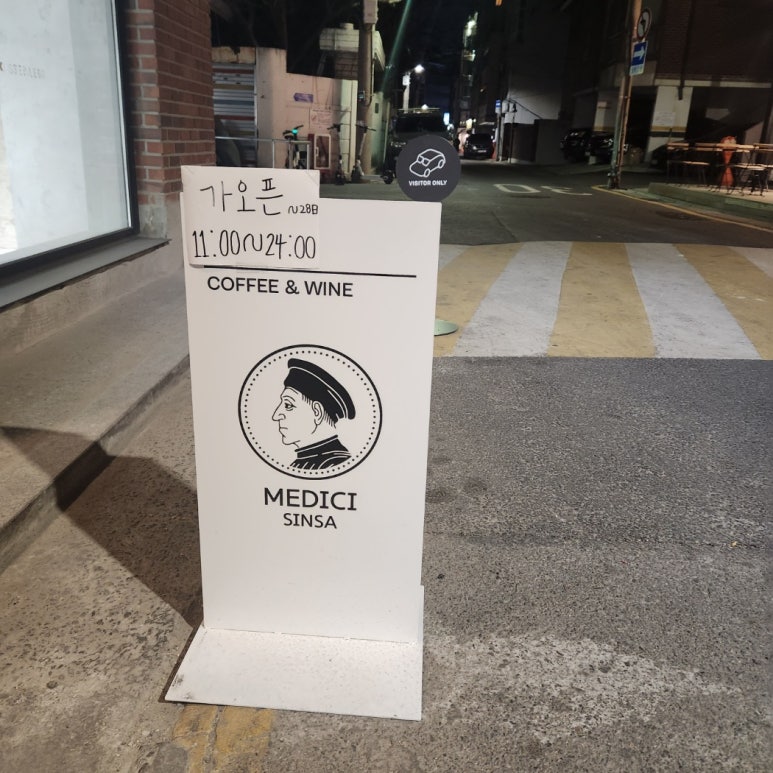 가오픈 ~28日
11:00~24:00
VISITOR ONLY
COFFEE & WINE
MEDICI
SINSA